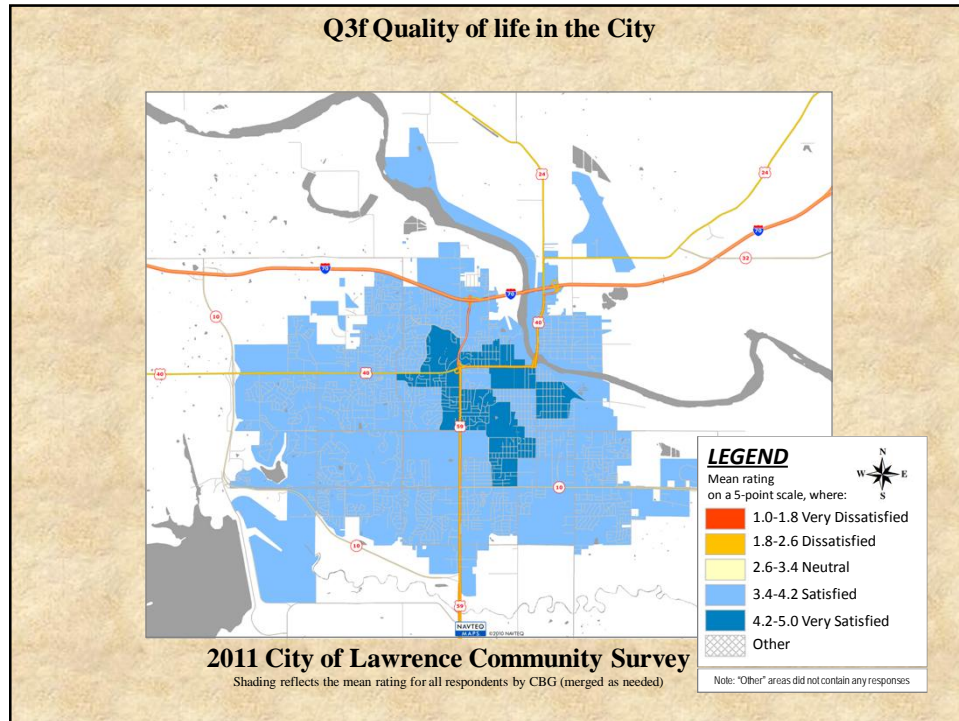 Q3f Quality of life in the City
24
24
70
32
70
70
10
40
40
40
59
10
10
59
NAVTEQ
MAPS
©2010 NAVTEQ
LEGEND
N
W E
S
Mean rating
on a 5-point scale, where:
1.0-1.8 Very Dissatisfied
1.8-2.6 Dissatisfied
2.6-3.4 Neutral
3.4-4.2 Satisfied
4.2-5.0 Very Satisfied
Other
2011 City of Lawrence Community Survey
Shading reflects the mean rating for all respondents by CBG (merged as needed)
Note: "Other" areas did not contain any responses